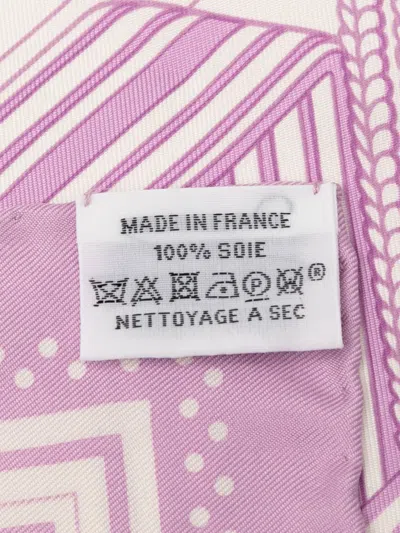 MADE IN FRANCE
100% SOIE
P ®
NETTOYAGE A SEC